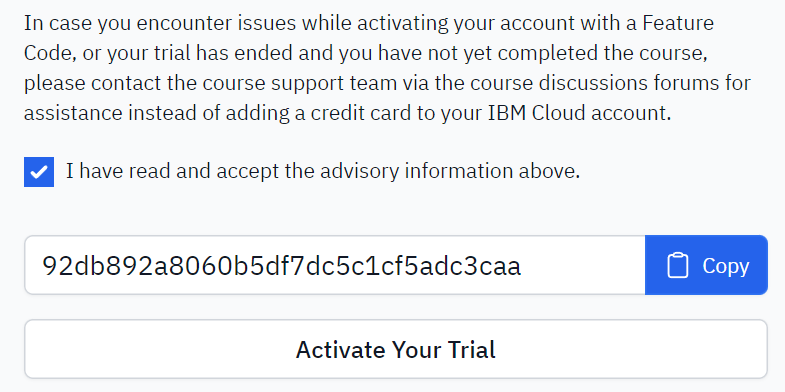 In case you encounter issues while activating your account with a Feature
Code, or your trial has ended and you have not yet completed the course,
please contact the course support team via the course discussions forums for
assistance instead of adding a credit card to your IBM Cloud account.
I have read and accept the advisory information above.
92db892a8060b5df7dc5c1cf5adc3caa
Copy
Activate Your Trial